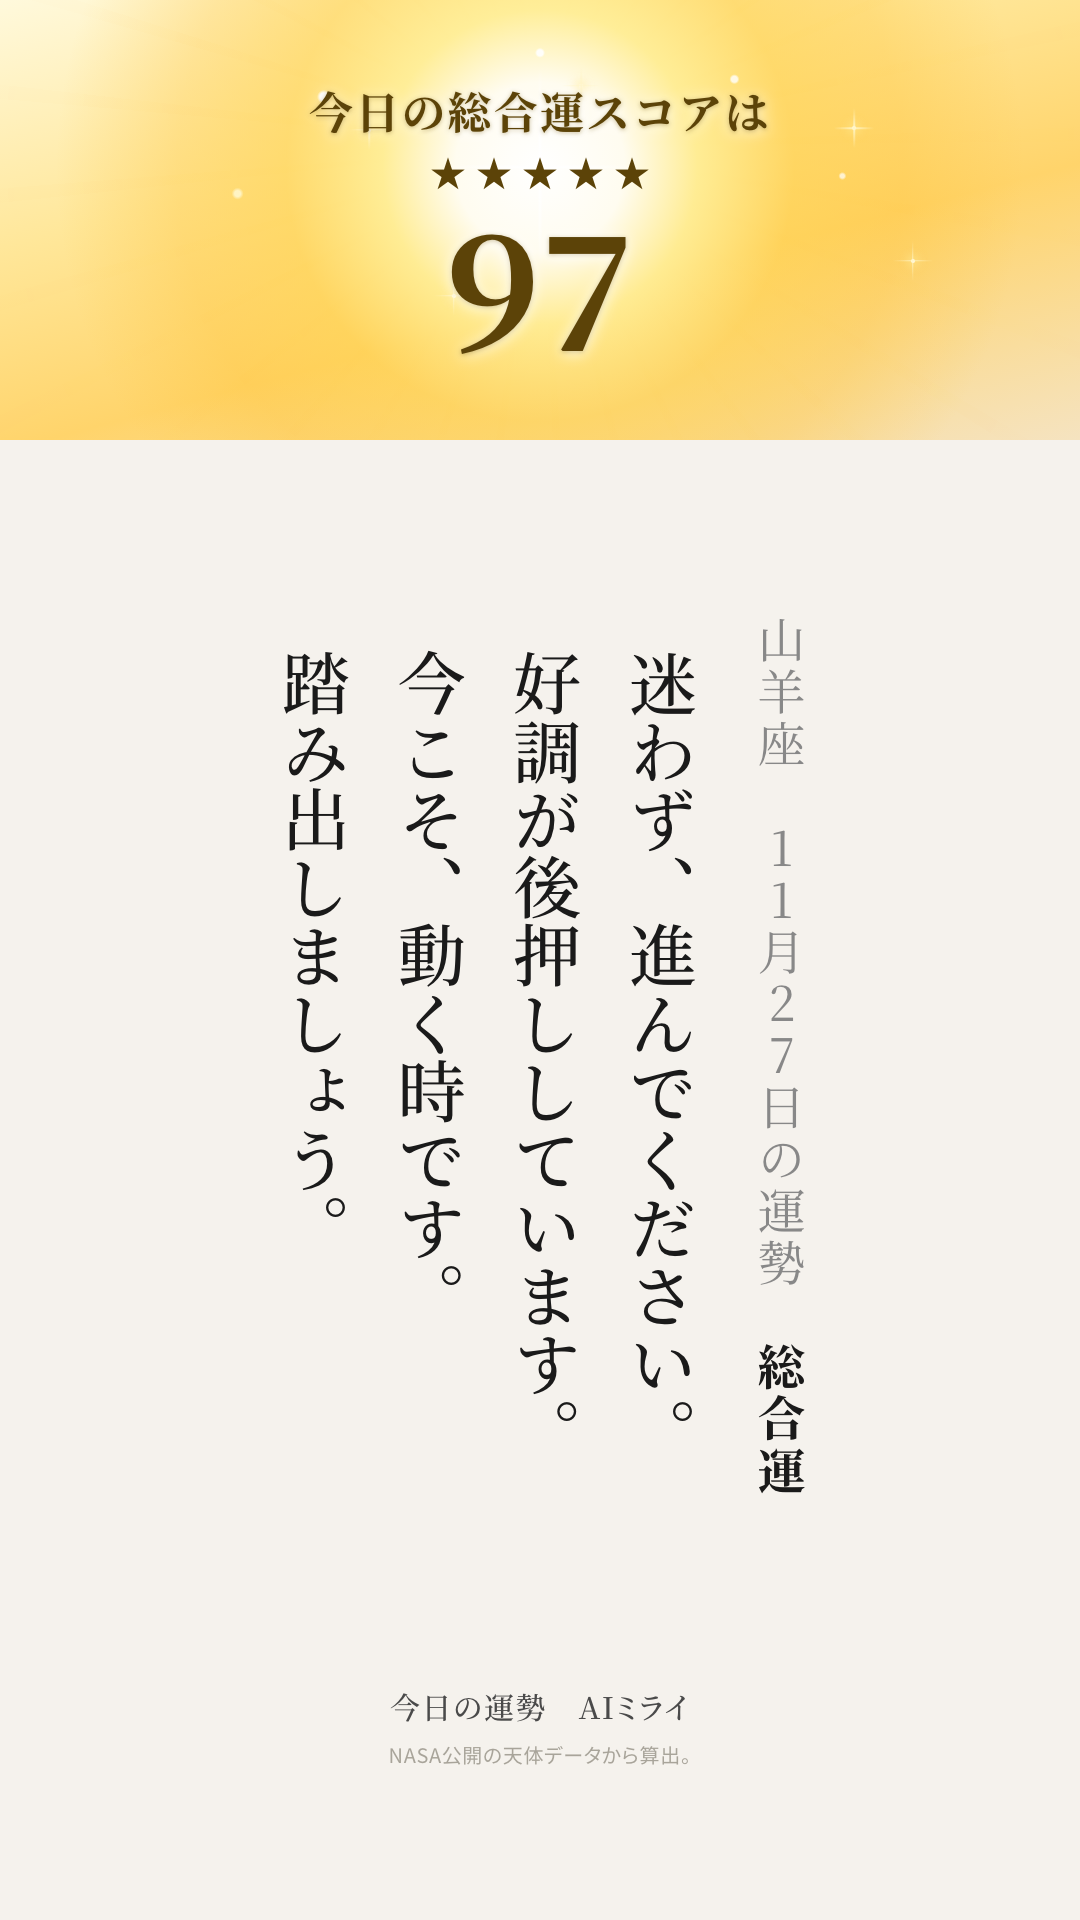 今日の総合運スコアは
★★★★★
97
山羊座　11月27日の運勢　総合運
迷わず、進んでください。
好調が後押ししています。
今こそ、動く時です。
踏み出しましょう。
今日の運勢　AIミライ
NASA公開の天体データから算出。